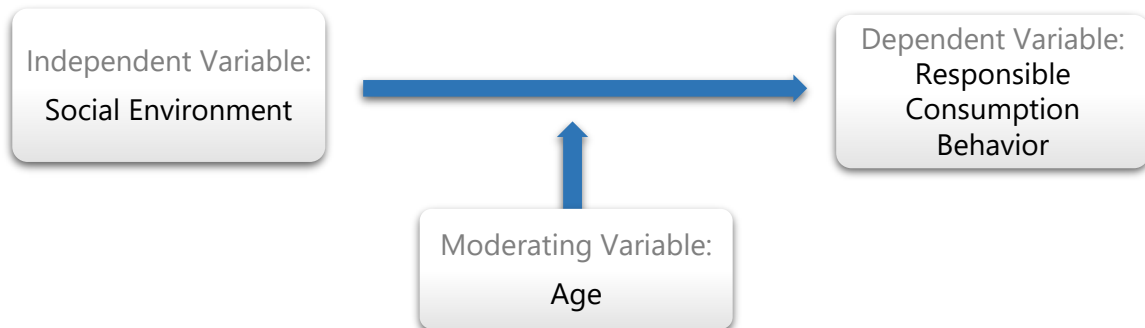 Independent Variable:
Social Environment
Dependent Variable:
Responsible
Consumption
Behavior
Moderating Variable:
Age